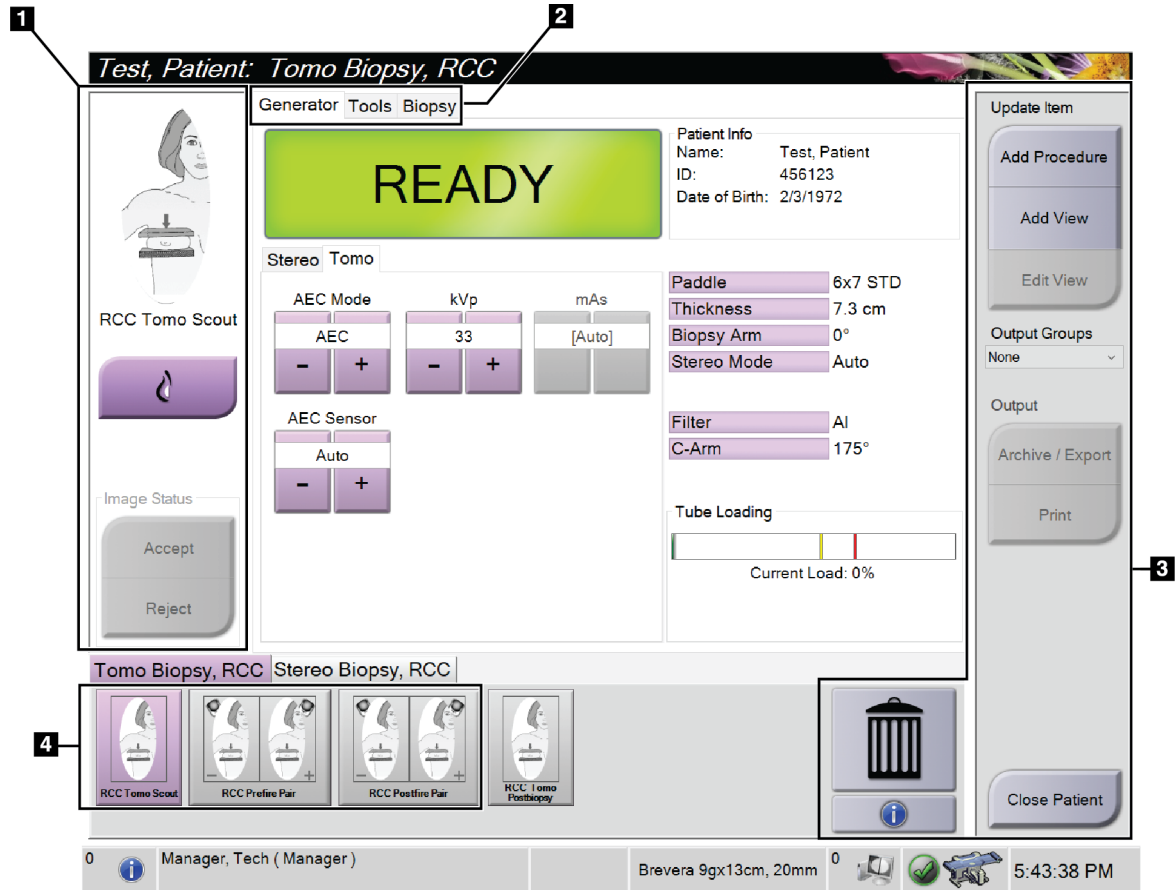 1
2
Test, Patient: Tomo Biopsy, RCC
Generator Tools Biopsy
READY
Patient Info
Name: Test, Patient
ID: 456123
Date of Birth: 2/3/1972
RCC Tomo Scout
Image Status
Accept
Reject
Stereo Tomo
AEC Mode kVp mAs
AEC 33 [Auto]
- + - +
AEC Sensor
Auto
- +
Paddle 6x7 STD
Thickness 7.3 cm
Biopsy Arm 0°
Stereo Mode Auto
Filter Al
C-Arm 175°
Tube Loading
Current Load: 0%
Update Item
Add Procedure
Add View
Edit View
Output Groups
None
Output
Archive / Export
Print
3
Tomo Biopsy, RCC Stereo Biopsy, RCC
4
- + - +
RCC Tomo Scout RCC Prefire Pair RCC Postfire Pair RCC Tomo
Postbiopsy
i
Close Patient
0 i Manager, Tech ( Manager ) Brevera 9gx13cm, 20mm 0 5:43:38 PM